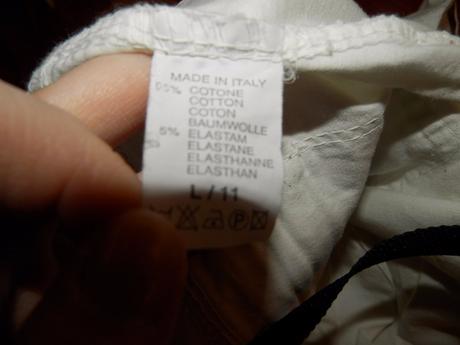 MADE IN ITALY
95% COTONE
COTTON
COTON
BAUMWOLLE
5% ELASTAM
ELASTANE
ELASTHANNE
ELASTHAN
L/11
P